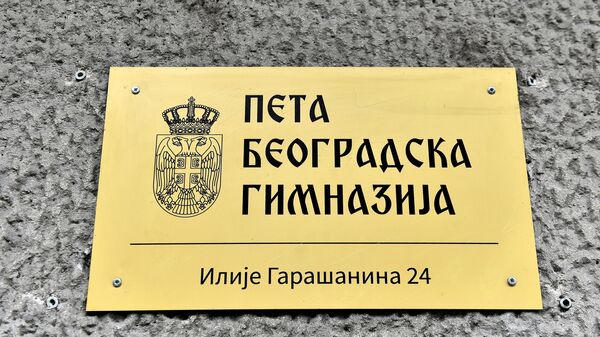 ПЕТА
БЕОГРАДСКА
ГИМНАЗИЈА
Илије Гарашанина 24